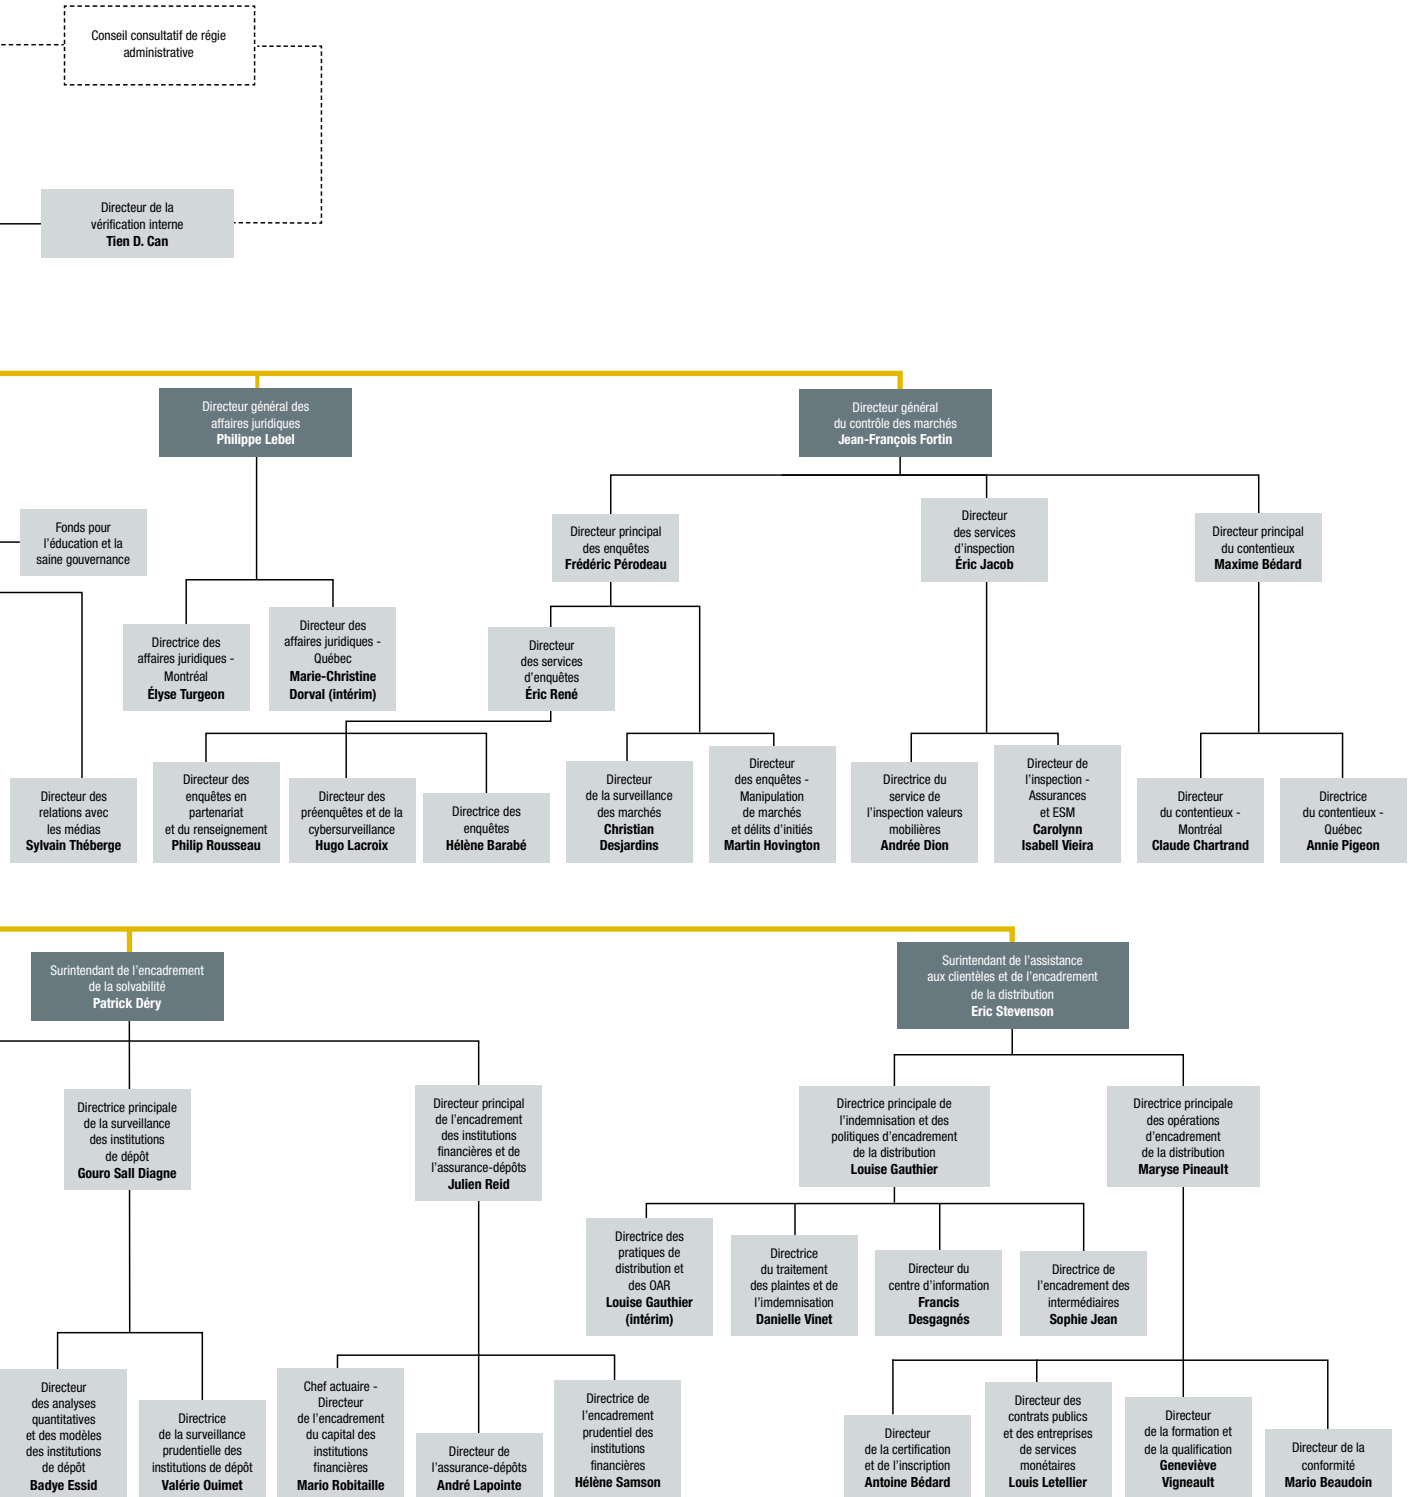 Conseil consultatif de régie
administrative
Directeur de la
vérification interne
Tien D. Can
Directeur général des
affaires juridiques
Philippe Lebel
Directeur général
du contrôle des marchés
Jean-François Fortin
Fonds pour
l'éducation et la
saine gouvernance
Directeur principal
des enquêtes
Frédéric Pérodeau
Directeur
des services
d'inspection
Éric Jacob
Directeur principal
du contentieux
Maxime Bédard
Directrice des
affaires juridiques -
Montréal
Élyse Turgeon
Directeur des
affaires juridiques -
Québec
Marie-Christine
Dorval (intérim)
Directeur
des services
d'enquêtes
Éric René
Directeur des
relations avec
les médias
Sylvain Théberge
Directeur des
enquêtes en
partenariat
et du renseignement
Philip Rousseau
Directeur des
préenquêtes et de la
cybersurveillance
Hugo Lacroix
Directrice des
enquêtes
Hélène Barabé
Directeur
de la surveillance
des marchés
Christian
Desjardins
Directeur
des enquêtes -
Manipulation
de marchés
et délits d'initiés
Martin Hovington
Directrice du
service de
l'inspection valeurs
mobilières
Andrée Dion
Directeur de
l'inspection -
Assurances
et ESM
Carolynn
Isabell Vieira
Directeur
du contentieux -
Montréal
Claude Chartrand
Directrice
du contentieux -
Québec
Annie Pigeon
Surintendant de l'encadrement
de la solvabilité
Patrick Déry
Surintendant de l'assistance
aux clientèles et de l'encadrement
de la distribution
Eric Stevenson
Directrice principale
de la surveillance
des institutions
de dépôt
Gouro Sall Diagne
Directeur principal
de l'encadrement
des institutions
financières et de
l'assurance-dépôts
Julien Reid
Directrice principale de
l'indemnisation et des
politiques d'encadrement
de la distribution
Louise Gauthier
Directrice principale
des opérations
d'encadrement
de la distribution
Maryse Pineault
Directrice des
pratiques de
distribution et
des OAR
Louise Gauthier
(intérim)
Directrice
du traitement
des plaintes et de
l'imdemnisation
Danielle Vinet
Directeur du
centre d'information
Francis
Desgagnés
Directrice de
l'encadrement des
intermédiaires
Sophie Jean
Directeur
des analyses
quantitatives
et des modèles
des institutions
de dépôt
Badye Essid
Directrice
de la surveillance
prudentielle des
institutions de dépôt
Valérie Ouimet
Chef actuaire -
Directeur
de l'encadrement
du capital des
institutions
financières
Mario Robitaille
Directeur de
l'assurance-dépôts
André Lapointe
Directrice de
l'encadrement
prudentiel des
institutions
financières
Hélène Samson
Directeur
de la certification
et de l'inscription
Antoine Bédard
Directeur des
contrats publics
et des entreprises
de services
monétaires
Louis Letellier
Directeur
de la formation et
de la qualification
Geneviève
Vigneault
Directeur de la
conformité
Mario Beaudoin